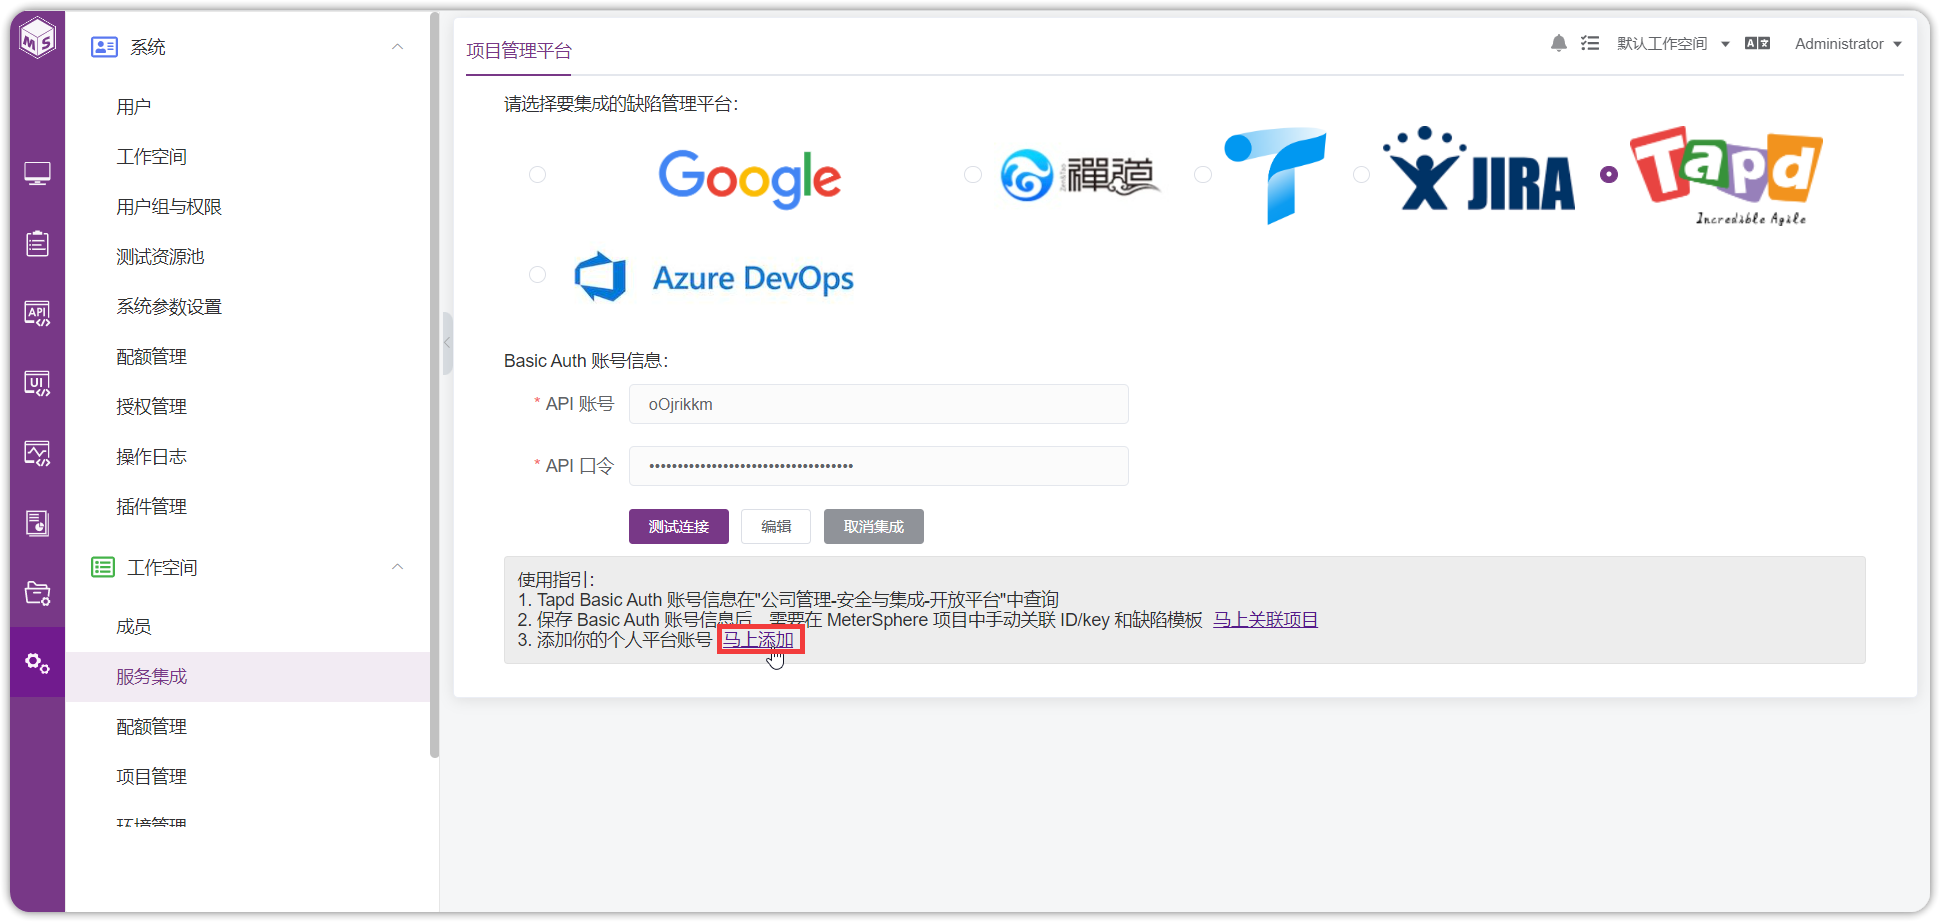 MS
系统
用户
工作空间
用户组与权限
测试资源池
系统参数设置
配额管理
授权管理
操作日志
插件管理
工作空间
成员
服务集成
配额管理
项目管理
环境管理
API
UI
项目管理平台
默认工作空间
Administrator
请选择要集成的缺陷管理平台:
Google
禪道
JIRA
Tapd
Incredible Agile
Azure DevOps
Basic Auth 账号信息:
* API 账号
oOjrikkm
* API 口令
••••••••••••••••••••••••••••••••••••
测试连接
编辑
取消集成
使用指引:
1. Tapd Basic Auth 账号信息在"公司管理-安全与集成-开放平台"中查询
2. 保存 Basic Auth 账号信息后，需要在 MeterSphere 项目中手动关联 ID/key 和缺陷模板 马上关联项目
3. 添加你的个人平台账号 马上添加